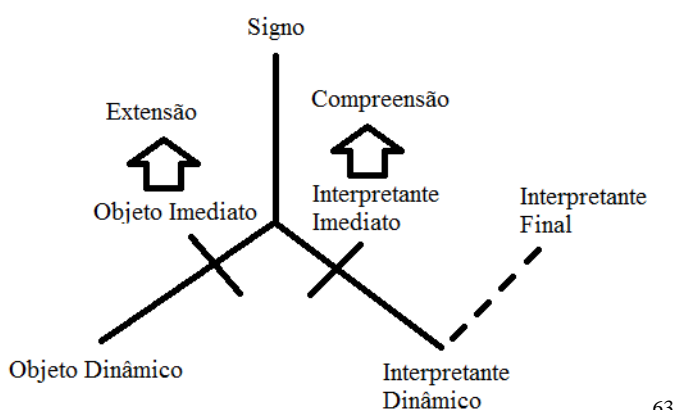 Signo
Extensão
Compreensão
Objeto Imediato
Interpretante
Imediato
Interpretante
Final
Objeto Dinâmico
Interpretante
Dinâmico
63